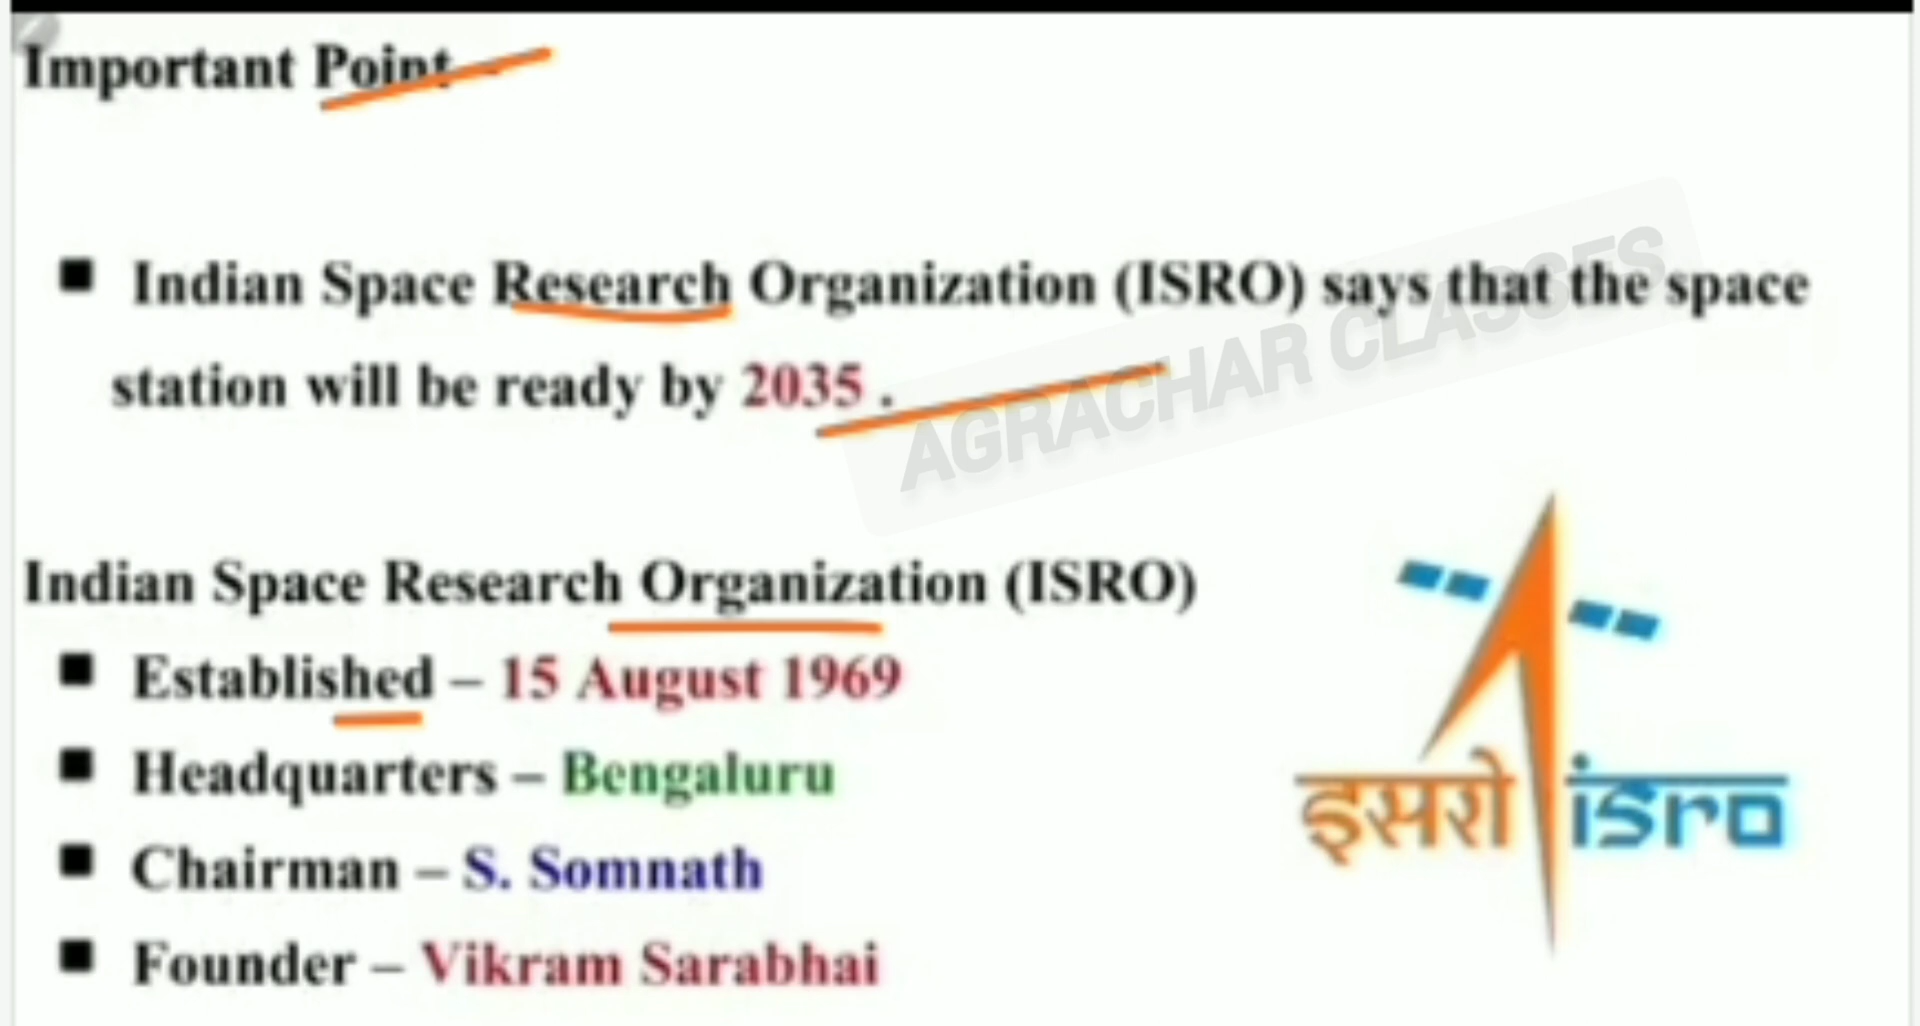 Important Point -
■ Indian Space Research Organization (ISRO) says that the space
station will be ready by 2035 .
AGRACHAR CLASSES
Indian Space Research Organization (ISRO)
■ Established – 15 August 1969
■ Headquarters – Bengaluru
■ Chairman – S. Somnath
■ Founder – Vikram Sarabhai
इसरो isro